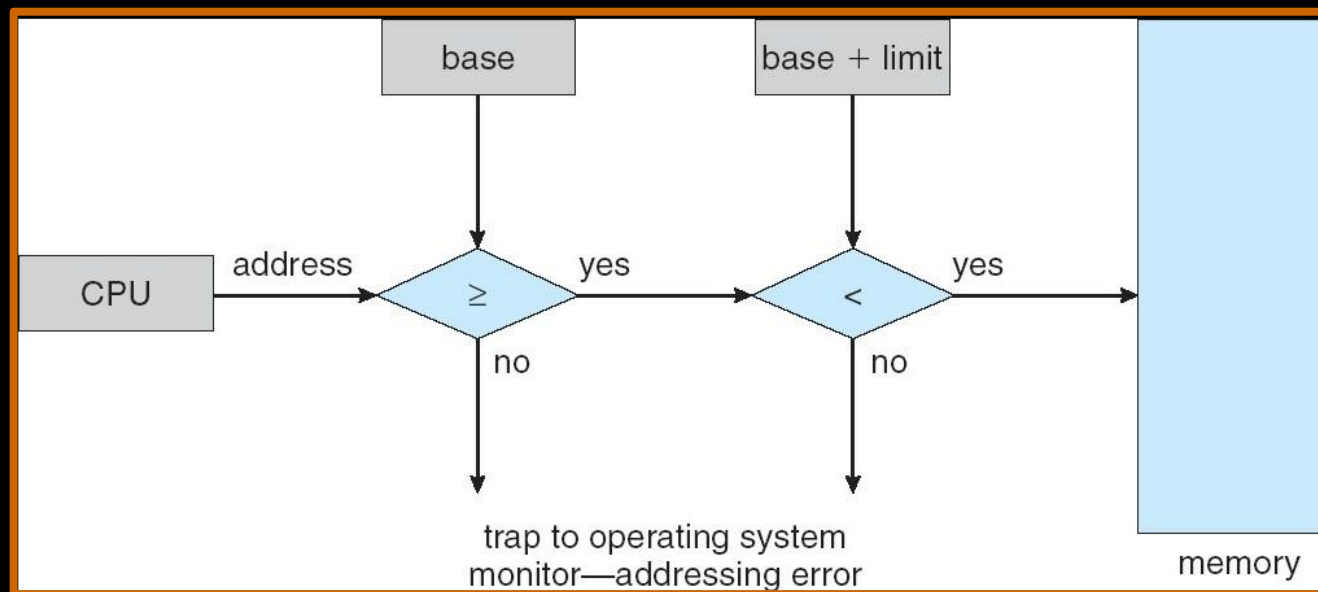 base
base + limit
CPU
address
≥
yes
<
yes
no
no
trap to operating system
monitor—addressing error
memory